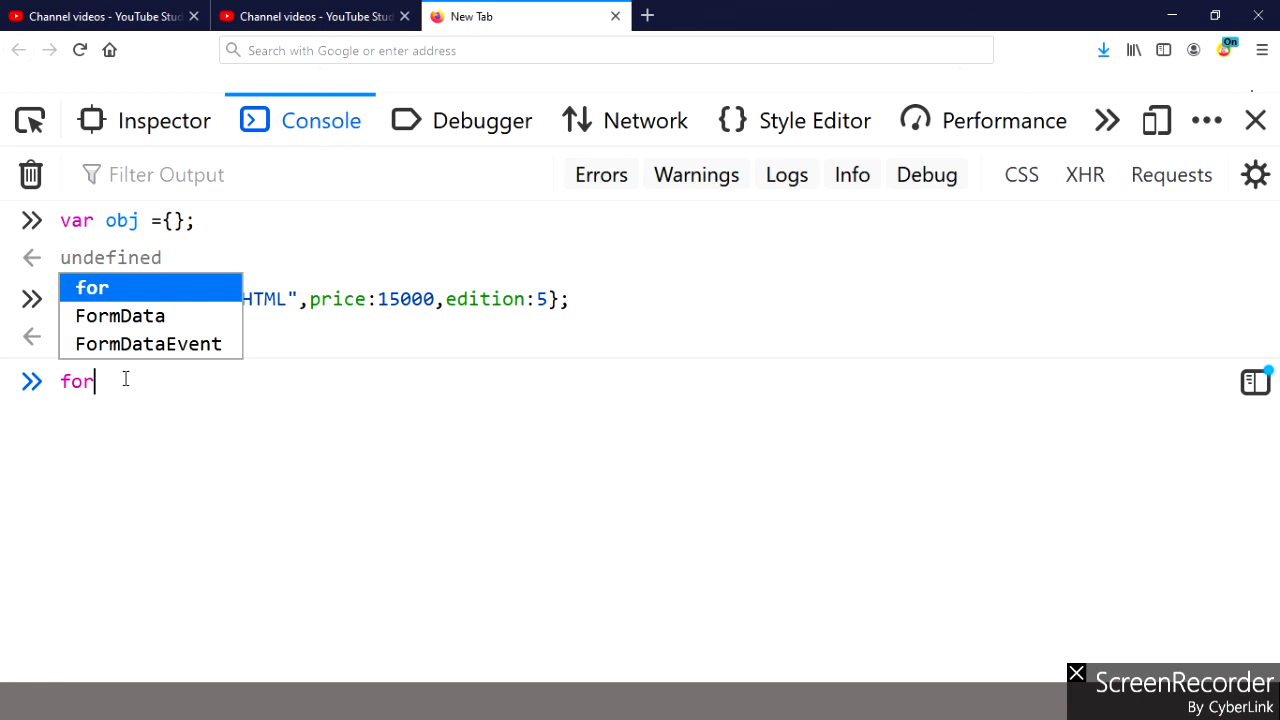 Channel videos - YouTube Stud
Channel videos - YouTube Stud
New Tab
Search with Google or enter address
On
Inspector
Console
Debugger
Network
{} Style Editor
Performance
Filter Output
Errors
Warnings
Logs
Info
Debug
CSS
XHR
Requests
var obj ={};
undefined
for
HTML",price:15000,edition:5};
FormData
FormDataEvent
for
ScreenRecorder
By CyberLink